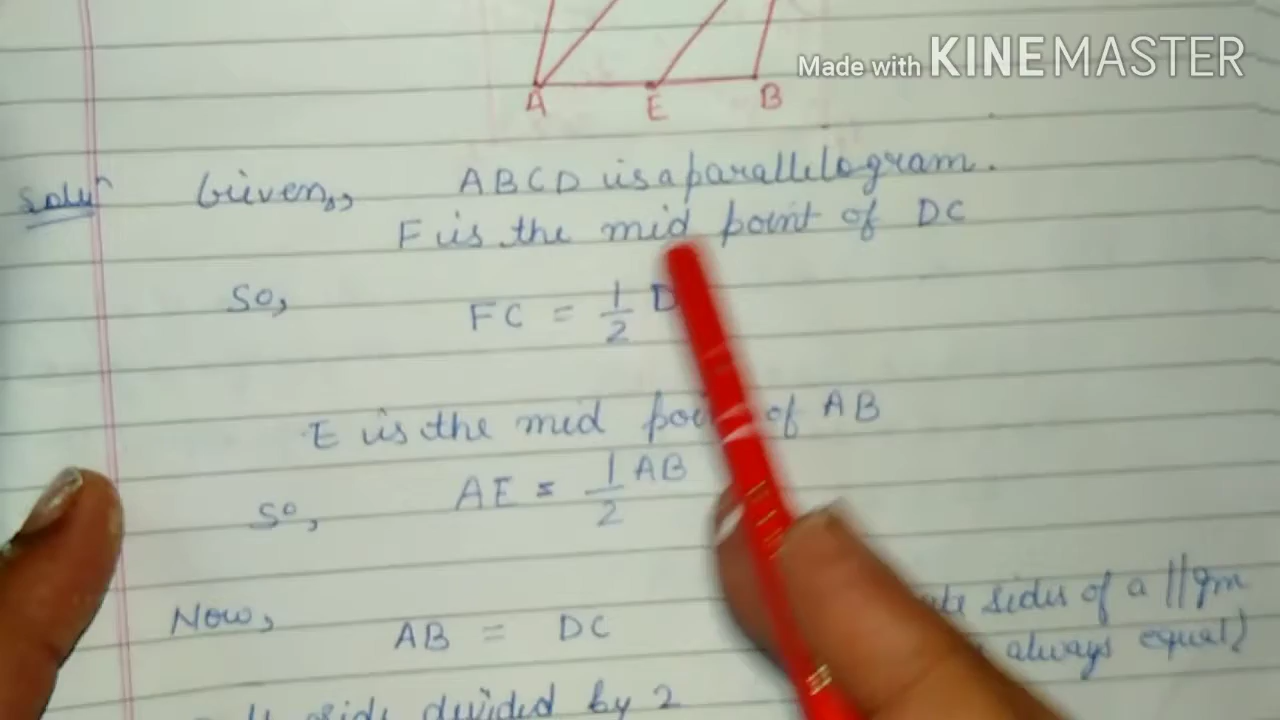 Made with KINEMASTER
A E B
Soluⁿ Given,, ABCD is a parallelogram.
F is the mid point of DC
So, FC = 1/2 D
E is the mid of AB
So, AE = 1/2 AB
Now, AB = DC sides of a ||gm
always equal)
side divided by 2